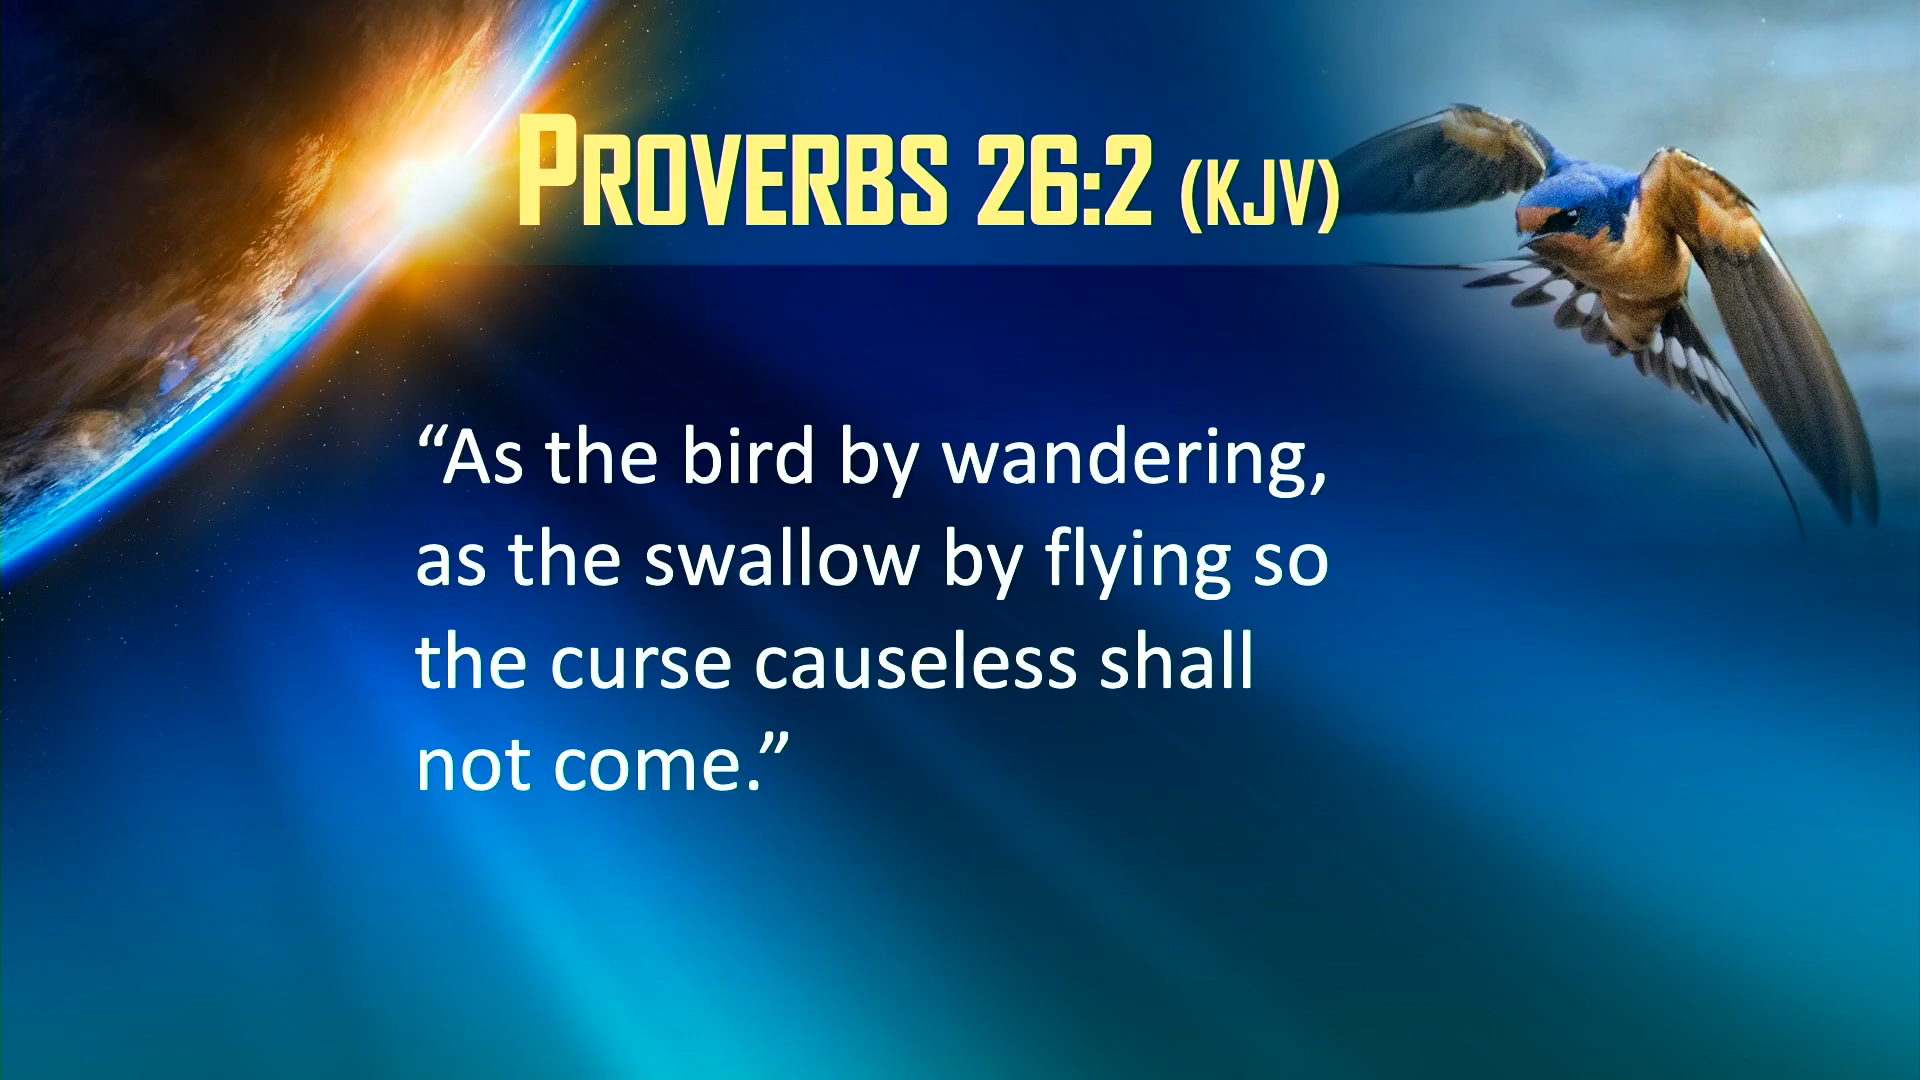 PROVERBS 26:2 (KJV)
“As the bird by wandering,
as the swallow by flying so
the curse causeless shall
not come.”